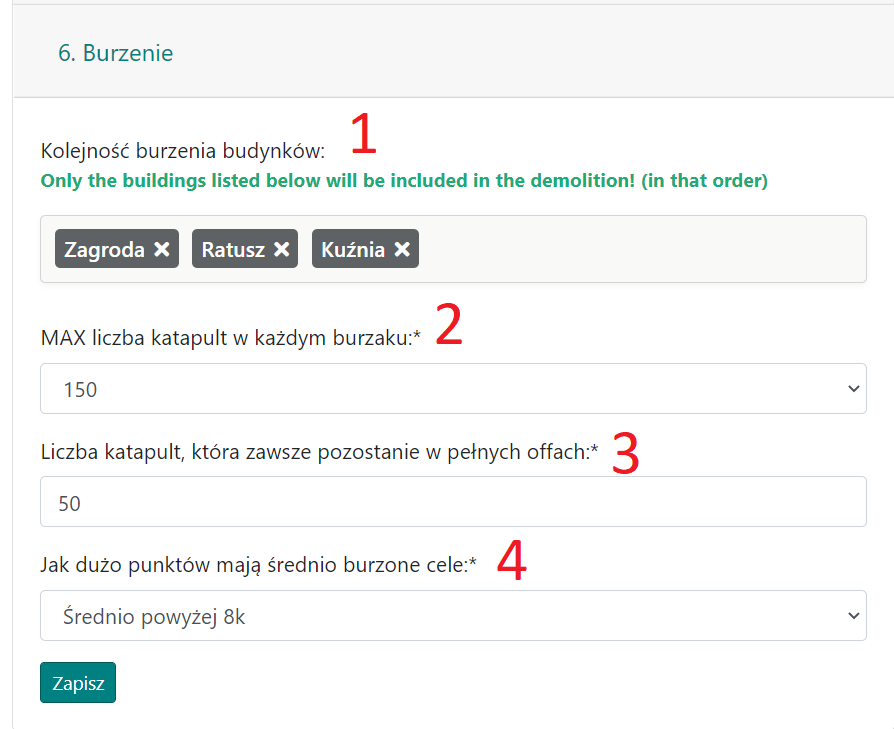 6. Burzenie
Kolejność burzenia budynków: 1
Only the buildings listed below will be included in the demolition! (in that order)
Zagroda Ratusz Kuźnia
MAX liczba katapult w każdym burzaku:* 2
150
Liczba katapult, która zawsze pozostanie w pełnych offach:* 3
50
Jak dużo punktów mają średnio burzone cele:* 4
Średnio powyżej 8k
Zapisz